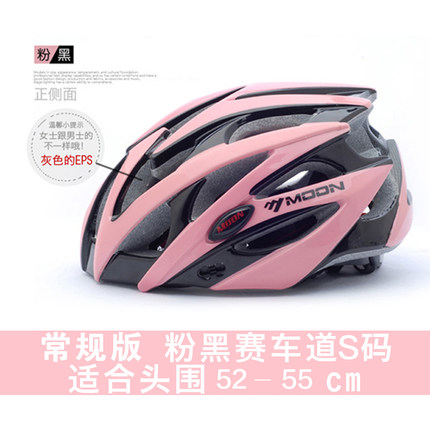 粉 黑
正侧面
温馨小提示
女士跟男士的
不一样哦!
灰色的EPS
MOON
MOON
常规版 粉黑赛车道S码
适合头围 52-55 cm